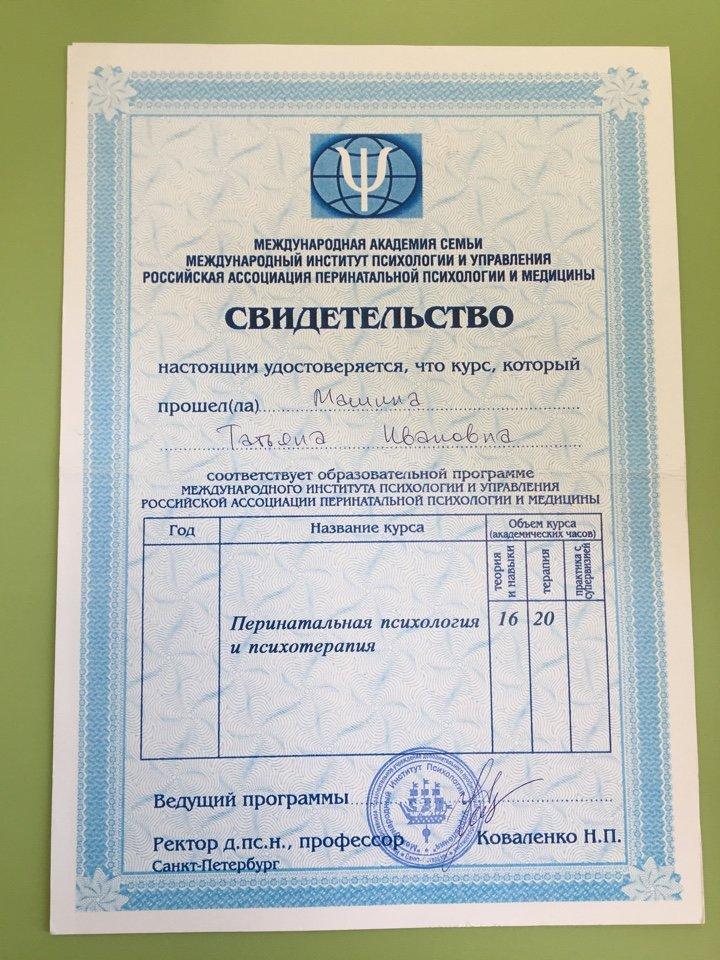 МЕЖДУНАРОДНАЯ АКАДЕМИЯ СЕМЬИ
МЕЖДУНАРОДНЫЙ ИНСТИТУТ ПСИХОЛОГИИ И УПРАВЛЕНИЯ
РОССИЙСКАЯ АССОЦИАЦИЯ ПЕРИНАТАЛЬНОЙ ПСИХОЛОГИИ И МЕДИЦИНЫ
СВИДЕТЕЛЬСТВО
настоящим удостоверяется, что курс, который
прошел(ла) Машина
Татьяна Ивановна
соответствует образовательной программе
МЕЖДУНАРОДНОГО ИНСТИТУТА ПСИХОЛОГИИ И УПРАВЛЕНИЯ
РОССИЙСКОЙ АССОЦИАЦИИ ПЕРИНАТАЛЬНОЙ ПСИХОЛОГИИ И МЕДИЦИНЫ
Год
Название курса
Объем курса
(академических часов)
теория
и навыки
терапия
практика с
супервизией
Перинатальная психология
и психотерапия
16
20
Ведущий программы
Международный Институт Психологии
Ректор д.пс.н., профессор Коваленко Н.П.
Санкт-Петербург